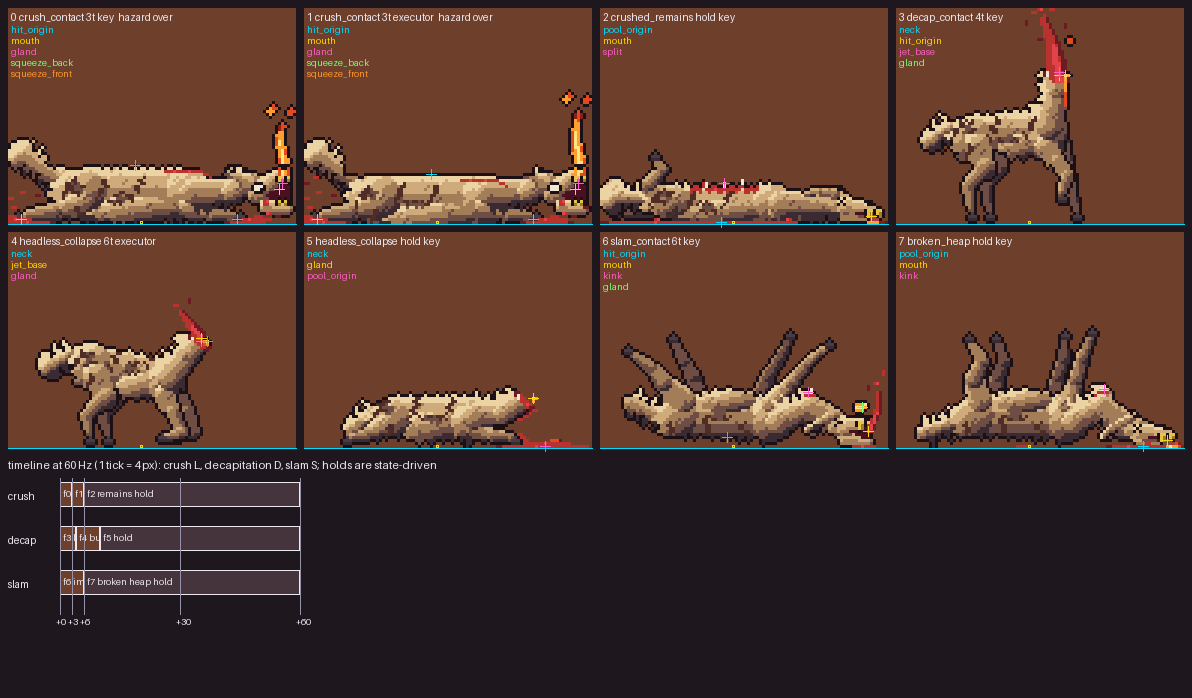 0 crush_contact 3t key hazard over
hit_origin
mouth
gland
squeeze_back
squeeze_front
1 crush_contact 3t executor hazard over
hit_origin
mouth
gland
squeeze_back
squeeze_front
2 crushed_remains hold key
pool_origin
mouth
split
3 decap_contact 4t key
neck
hit_origin
jet_base
gland
4 headless_collapse 6t executor
neck
jet_base
gland
5 headless_collapse hold key
neck
gland
pool_origin
6 slam_contact 6t key
hit_origin
mouth
kink
gland
7 broken_heap hold key
pool_origin
mouth
kink
timeline at 60 Hz (1 tick = 4 px): crush L, decapitation D, slam S; holds are state-driven
crush
f0
f1
f2 remains hold
decap
f3
f4 bu
f5 hold
slam
f6 im
f7 broken heap hold
+0 +3 +6 +30 +60